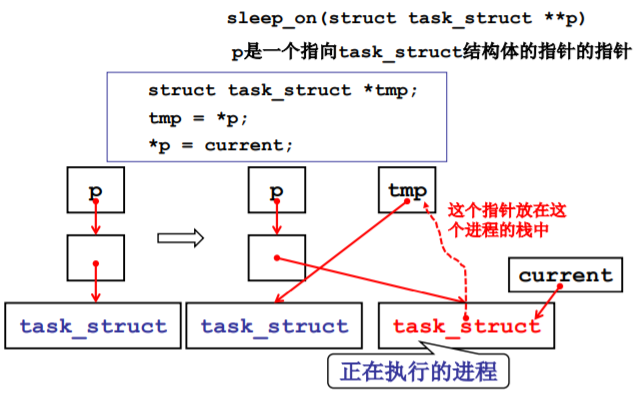 sleep_on(struct task_struct **p)
p是一个指向task_struct结构体的指针的指针
struct task_struct *tmp;
tmp = *p;
*p = current;
p
p
tmp
这个指针放在这
个进程的栈中
current
task_struct
task_struct
task_struct
正在执行的进程